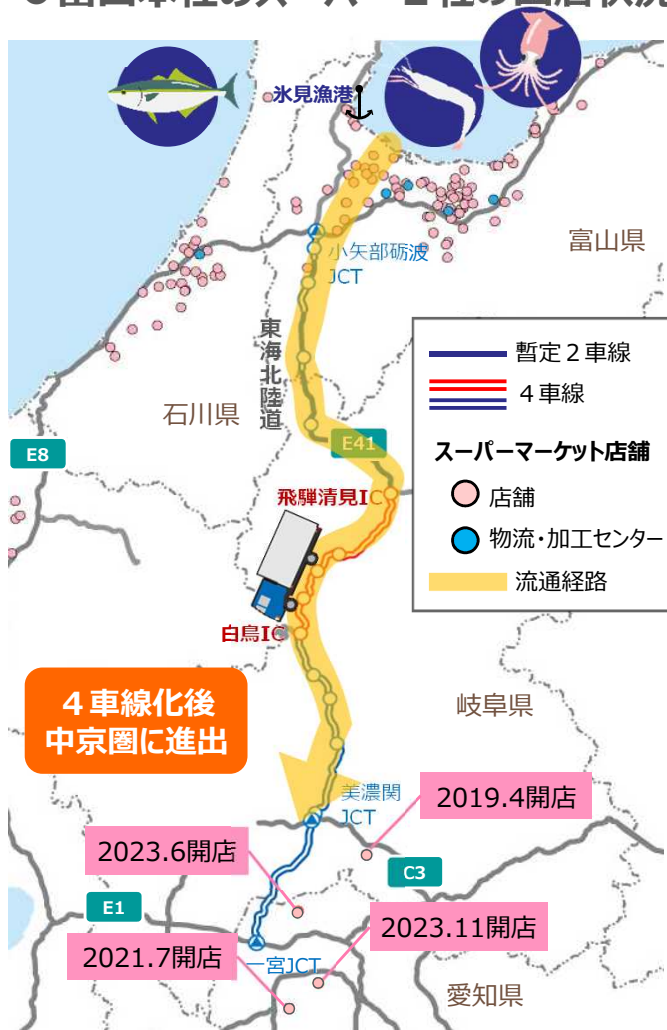 氷見漁港
富山県
小矢部砺波
JCT
東海北陸道
石川県
E8
E41
暫定２車線
４車線
スーパーマーケット店舗
店舗
物流・加工センター
流通経路
飛騨清見IC
白鳥IC
４車線化後
中京圏に進出
岐阜県
美濃関
JCT
2019.4開店
2023.6開店
C3
E1
2023.11開店
一宮JCT
2021.7開店
愛知県